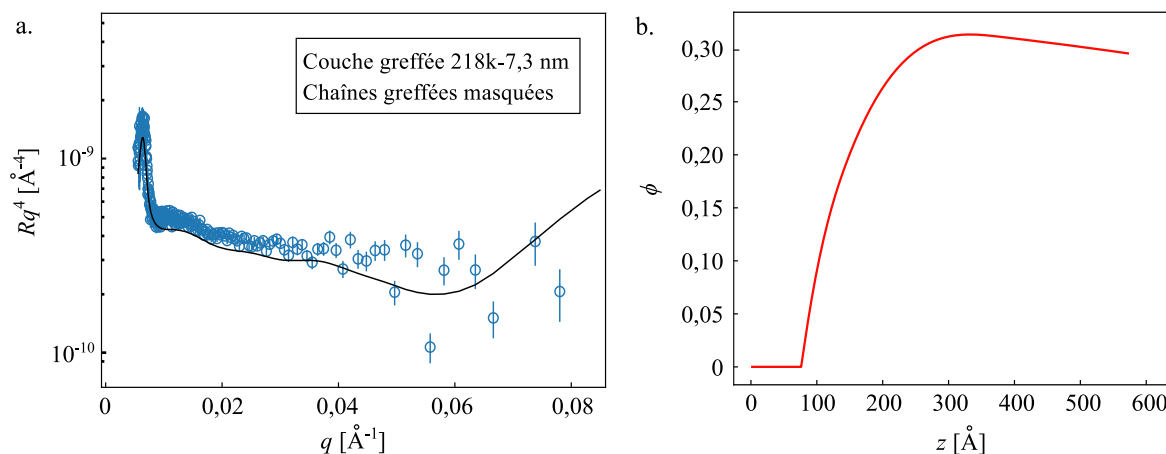 a.
Couche greffée 218k-7,3 nm
Chaînes greffées masquées
Rq⁴ [Å⁻⁴]
10⁻⁹
10⁻¹⁰
0
0,02
0,04
0,06
0,08
q [Å⁻¹]
b.
ϕ
0,30
0,25
0,20
0,15
0,10
0,05
0
0
100
200
300
400
500
600
z [Å]